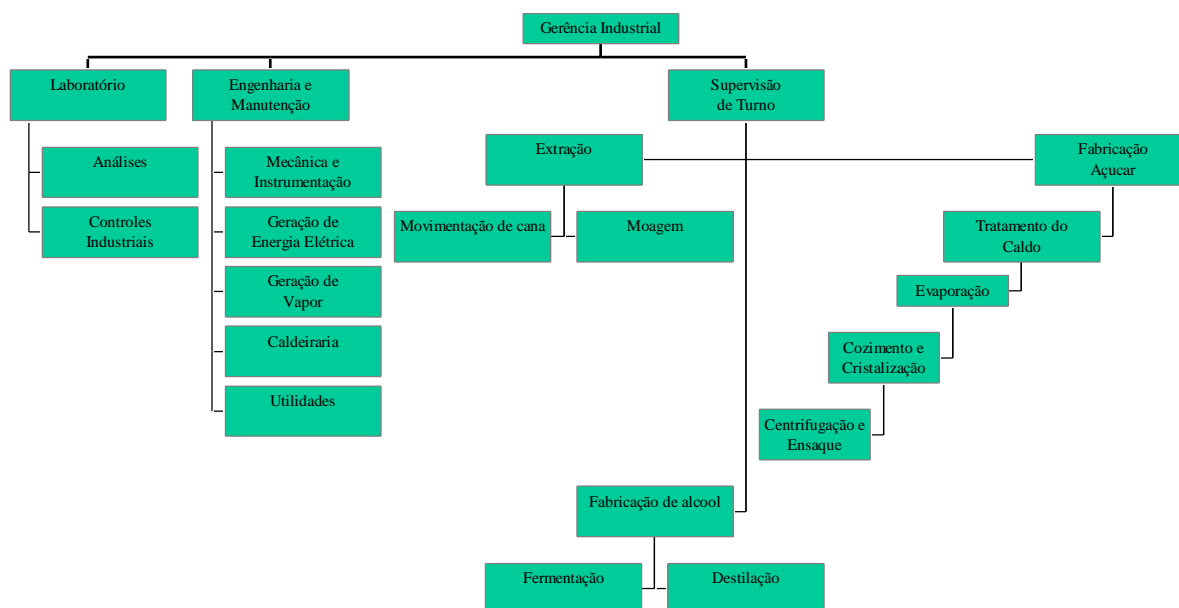 Gerência Industrial
Laboratório
Engenharia e
Manutenção
Supervisão
de Turno
Análises
Controles
Industriais
Mecânica e
Instrumentação
Geração de
Energia Elétrica
Geração de
Vapor
Caldeiraria
Utilidades
Extração
Movimentação de cana
Moagem
Fabricação
Açucar
Tratamento do
Caldo
Evaporação
Cozimento e
Cristalização
Centrifugação e
Ensaque
Fabricação de alcool
Fermentação
Destilação